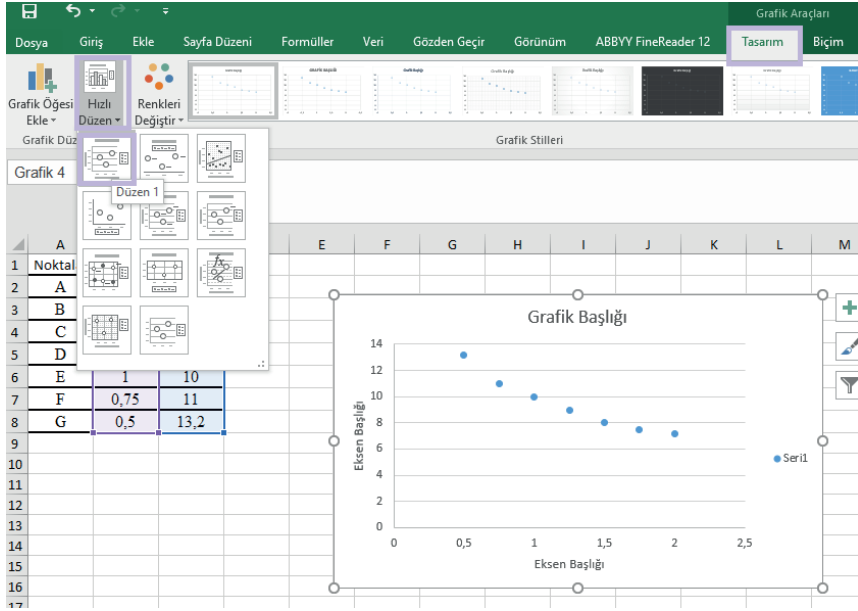 Grafik Araçları
Dosya Giriş Ekle Sayfa Düzeni Formüller Veri Gözden Geçir Görünüm ABBYY FineReader 12 Tasarım Biçim
Grafik Öğesi Ekle
Hızlı Düzen
Renkleri Değiştir
Grafik Düz
Grafik Stilleri
Grafik 4
Düzen 1
A E F G H I J K L M
1 Noktal
2 A
3 B
4 C
5 D
6 E 1 10
7 F 0,75 11
8 G 0,5 13,2
9
10
11
12
13
14
15
16
17
Grafik Başlığı
14
12
10
8
6
4
2
0
Eksen Başlığı
0 0,5 1 1,5 2 2,5
Eksen Başlığı
Seri1